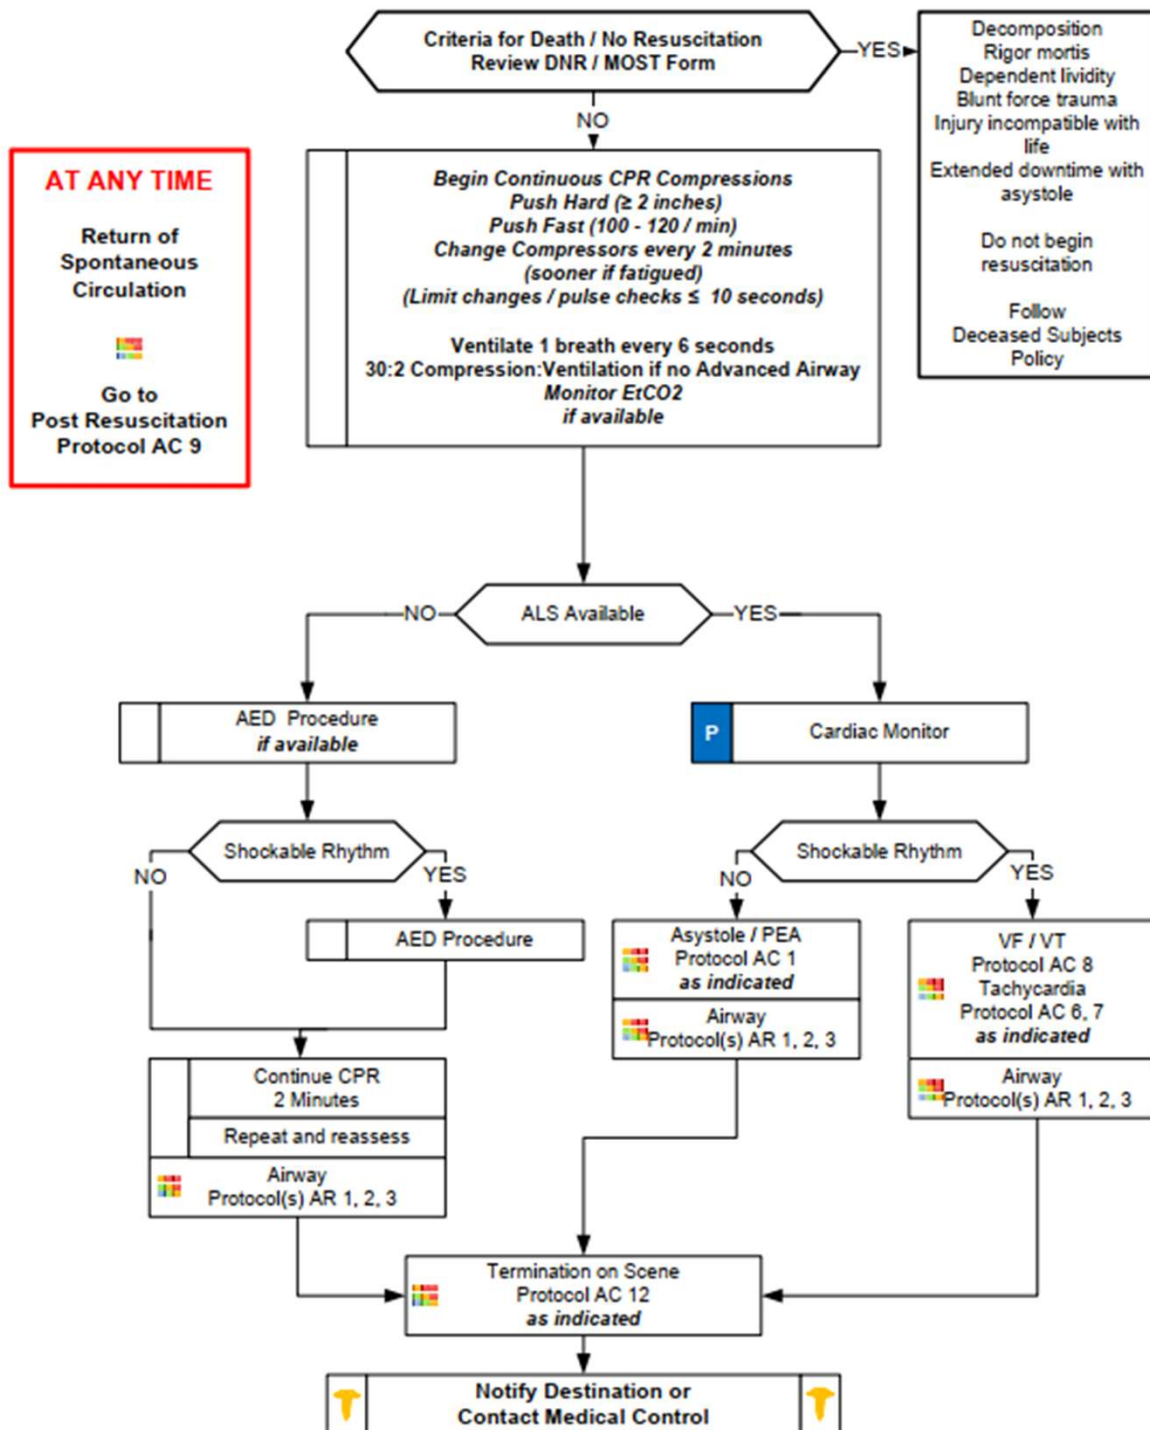 Criteria for Death / No Resuscitation
Review DNR / MOST Form
YES
Decomposition
Rigor mortis
Dependent lividity
Blunt force trauma
Injury incompatible with
life
Extended downtime with
asystole
Do not begin
resuscitation
Follow
Deceased Subjects
Policy
NO
AT ANY TIME
Return of
Spontaneous
Circulation
Go to
Post Resuscitation
Protocol AC 9
Begin Continuous CPR Compressions
Push Hard (≥ 2 inches)
Push Fast (100 - 120 / min)
Change Compressors every 2 minutes
(sooner if fatigued)
(Limit changes / pulse checks ≤ 10 seconds)
Ventilate 1 breath every 6 seconds
30:2 Compression:Ventilation if no Advanced Airway
Monitor EtCO2
if available
NO
ALS Available
YES
AED Procedure
if available
P
Cardiac Monitor
Shockable Rhythm
NO
YES
AED Procedure
Continue CPR
2 Minutes
Repeat and reassess
Airway
Protocol(s) AR 1, 2, 3
Shockable Rhythm
NO
YES
Asystole / PEA
Protocol AC 1
as indicated
Airway
Protocol(s) AR 1, 2, 3
VF / VT
Protocol AC 8
Tachycardia
Protocol AC 6, 7
as indicated
Airway
Protocol(s) AR 1, 2, 3
Termination on Scene
Protocol AC 12
as indicated
Notify Destination or
Contact Medical Control